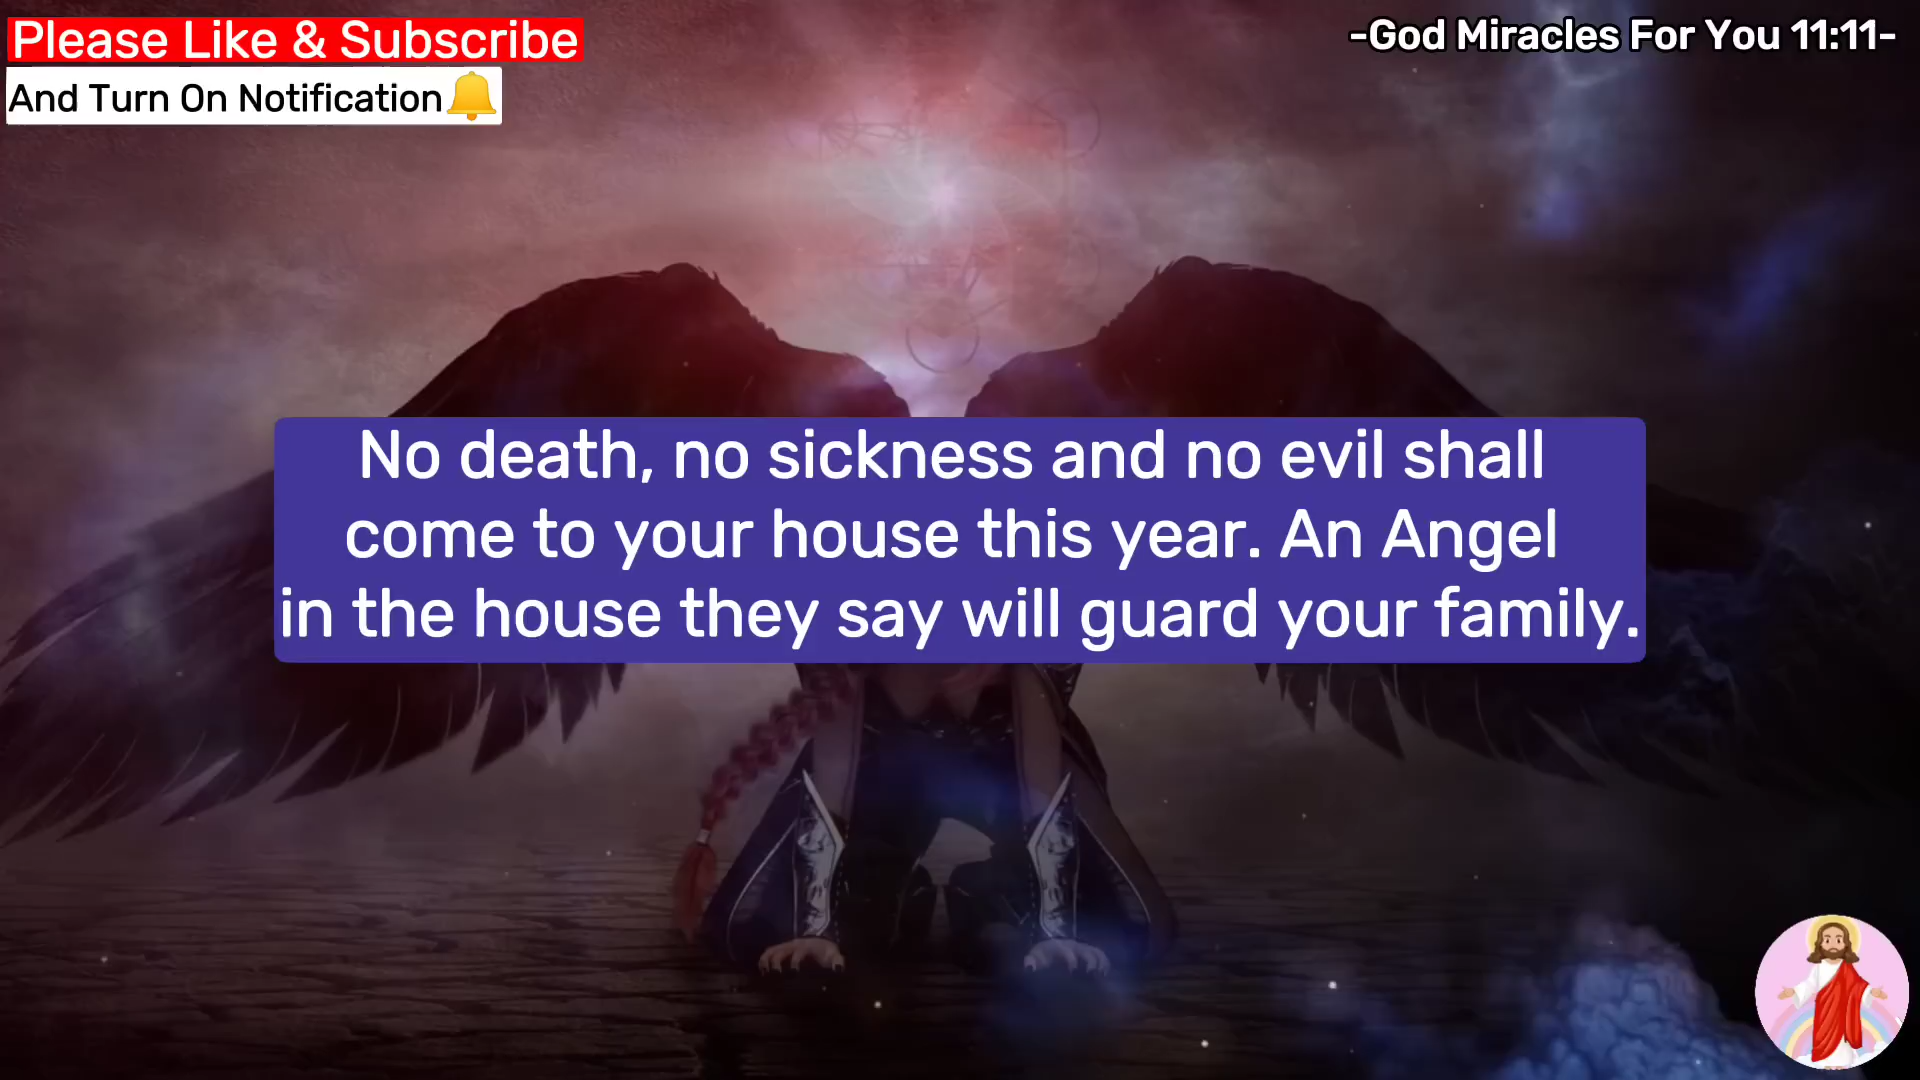 Please Like & Subscribe
-God Miracles For You 11:11-
And Turn On Notification🔔
No death, no sickness and no evil shall
come to your house this year. An Angel
in the house they say will guard your family.